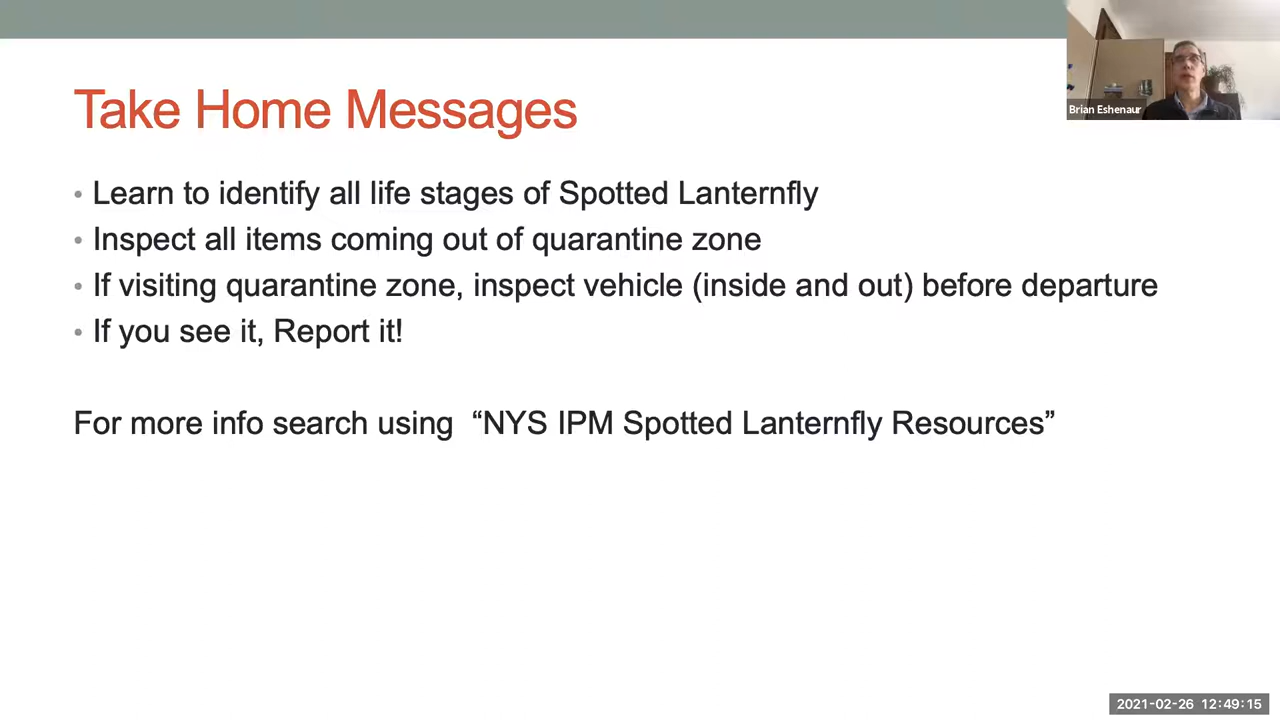 Take Home Messages
Brian Eshenaur
• Learn to identify all life stages of Spotted Lanternfly
• Inspect all items coming out of quarantine zone
• If visiting quarantine zone, inspect vehicle (inside and out) before departure
• If you see it, Report it!
For more info search using “NYS IPM Spotted Lanternfly Resources”
2021-02-26 12:49:15